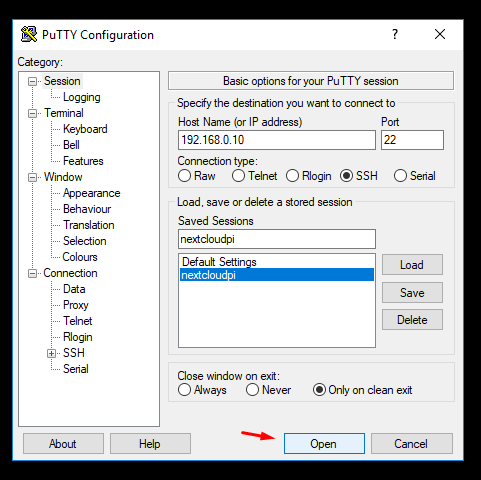 PuTTY Configuration
?
Category:
Session
Logging
Terminal
Keyboard
Bell
Features
Window
Appearance
Behaviour
Translation
Selection
Colours
Connection
Data
Proxy
Telnet
Rlogin
SSH
Serial
Basic options for your PuTTY session
Specify the destination you want to connect to
Host Name (or IP address) Port
192.168.0.10 22
Connection type:
Raw Telnet Rlogin SSH Serial
Load, save or delete a stored session
Saved Sessions
nextcloudpi
Default Settings
nextcloudpi
Load
Save
Delete
Close window on exit:
Always Never Only on clean exit
About Help Open Cancel